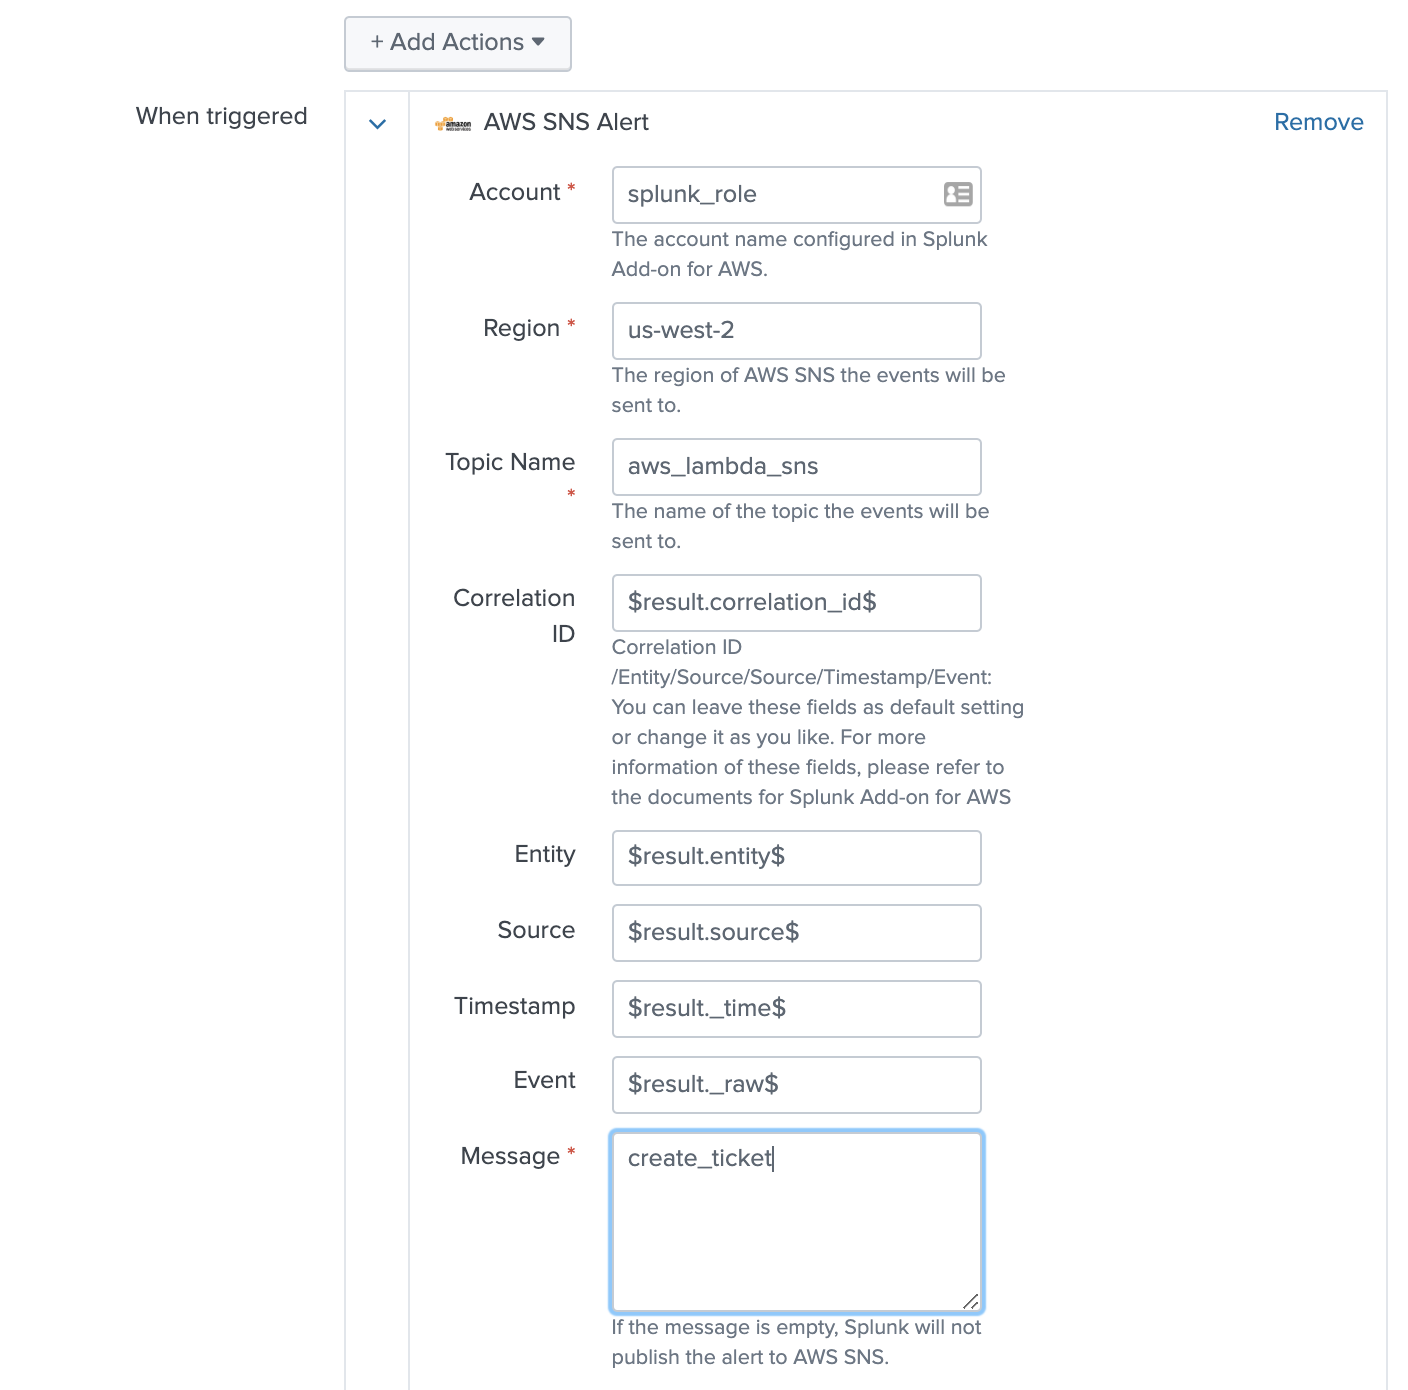 + Add Actions
When triggered
amazon
webservices
AWS SNS Alert
Remove
Account *
splunk_role
The account name configured in Splunk
Add-on for AWS.
Region *
us-west-2
The region of AWS SNS the events will be
sent to.
Topic Name
*
aws_lambda_sns
The name of the topic the events will be
sent to.
Correlation
ID
$result.correlation_id$
Correlation ID
/Entity/Source/Source/Timestamp/Event:
You can leave these fields as default setting
or change it as you like. For more
information of these fields, please refer to
the documents for Splunk Add-on for AWS
Entity
$result.entity$
Source
$result.source$
Timestamp
$result._time$
Event
$result._raw$
Message *
create_ticket
If the message is empty, Splunk will not
publish the alert to AWS SNS.